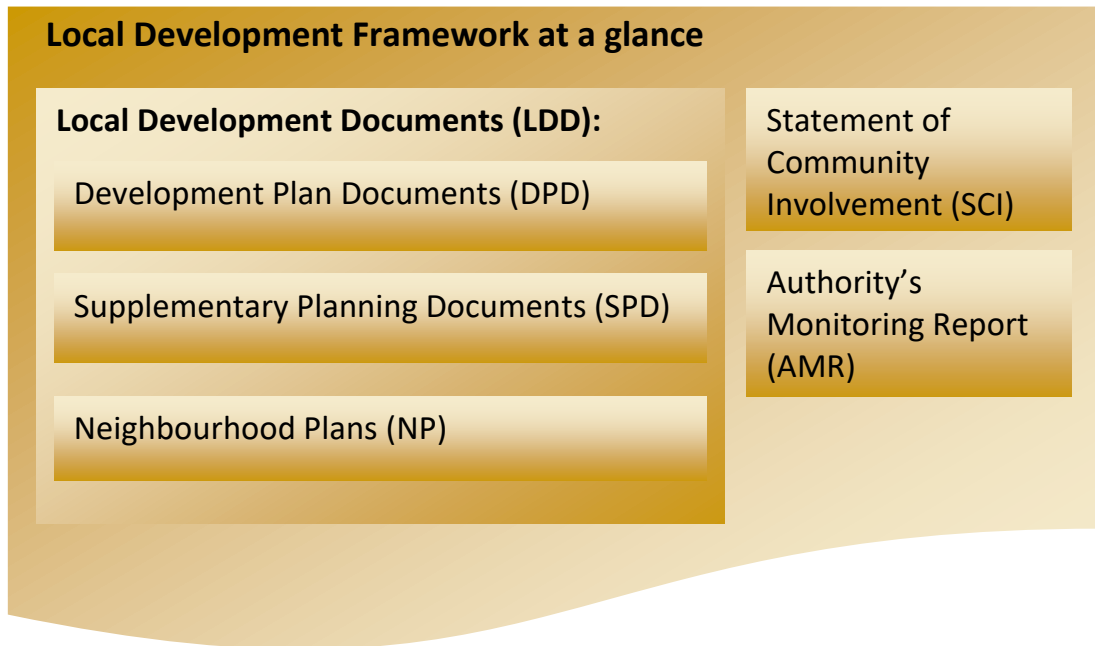 Local Development Framework at a glance
Local Development Documents (LDD):
Development Plan Documents (DPD)
Supplementary Planning Documents (SPD)
Neighbourhood Plans (NP)
Statement of
Community
Involvement (SCI)
Authority’s
Monitoring Report
(AMR)